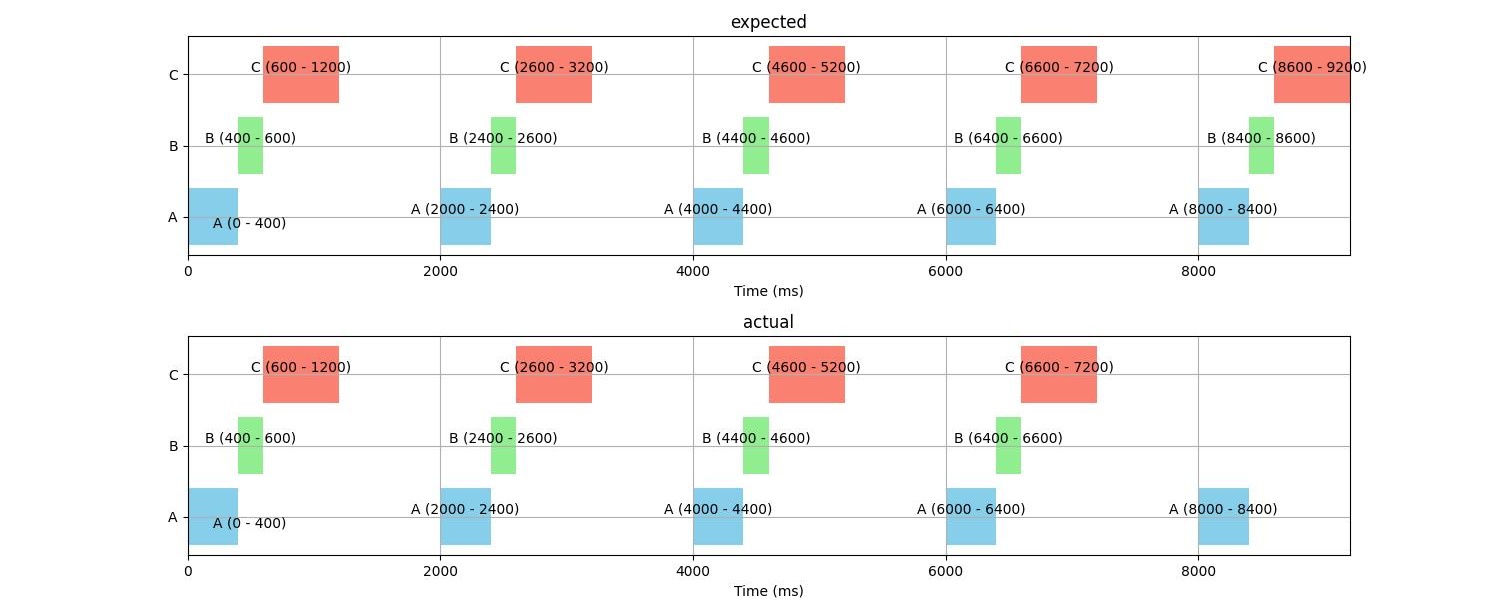 expected
C
C (600 - 1200)
C (2600 - 3200)
C (4600 - 5200)
C (6600 - 7200)
C (8600 - 9200)
B
B (400 - 600)
B (2400 - 2600)
B (4400 - 4600)
B (6400 - 6600)
B (8400 - 8600)
A
A (0 - 400)
A (2000 - 2400)
A (4000 - 4400)
A (6000 - 6400)
A (8000 - 8400)
0 2000 4000 6000 8000
Time (ms)
actual
C
C (600 - 1200)
C (2600 - 3200)
C (4600 - 5200)
C (6600 - 7200)
B
B (400 - 600)
B (2400 - 2600)
B (4400 - 4600)
B (6400 - 6600)
A
A (0 - 400)
A (2000 - 2400)
A (4000 - 4400)
A (6000 - 6400)
A (8000 - 8400)
0 2000 4000 6000 8000
Time (ms)